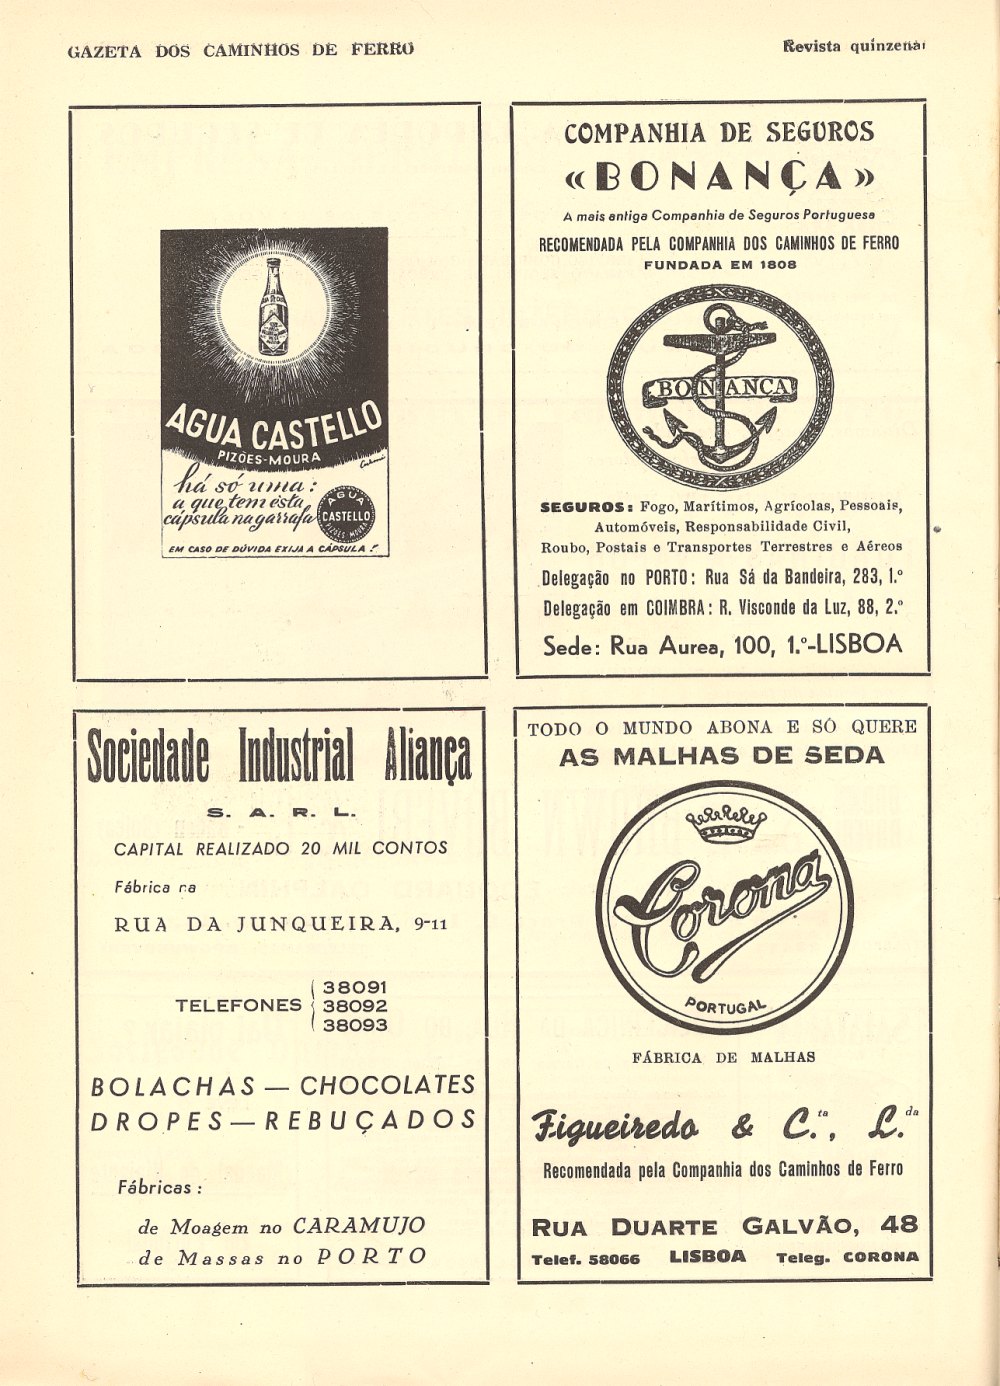 GAZETA DOS CAMINHOS DE FERRO
Revista quinzenal
AGUA CASTELLO
PIZÕES-MOURA
há só uma:
a que tem esta
cápsula na garrafa
AGUA
CASTELLO
PIZÕES-MOURA
EM CASO DE DÚVIDA EXIJA A CÁPSULA!
COMPANHIA DE SEGUROS
«BONANÇA»
A mais antiga Companhia de Seguros Portuguesa
RECOMENDADA PELA COMPANHIA DOS CAMINHOS DE FERRO
FUNDADA EM 1808
BONANÇA
SEGUROS: Fogo, Marítimos, Agrícolas, Pessoais,
Automóveis, Responsabilidade Civil,
Roubo, Postais e Transportes Terrestres e Aéreos
Delegação no PORTO: Rua Sá da Bandeira, 283, 1.º
Delegação em COIMBRA: R. Visconde da Luz, 88, 2.º
Sede: Rua Aurea, 100, 1.º-LISBOA
Sociedade Industrial Aliança
S. A. R. L.
CAPITAL REALIZADO 20 MIL CONTOS
Fábrica na
RUA DA JUNQUEIRA, 9-11
38091
TELEFONES 38092
38093
BOLACHAS — CHOCOLATES
DROPES — REBUÇADOS
Fábricas:
de Moagem no CARAMUJO
de Massas no PORTO
TODO O MUNDO ABONA E SÓ QUERE
AS MALHAS DE SEDA
Corona
PORTUGAL
FÁBRICA DE MALHAS
Figueiredo & C.ta, L.da
Recomendada pela Companhia dos Caminhos de Ferro
RUA DUARTE GALVÃO, 48
Telef. 58066 LISBOA Teleg. CORONA